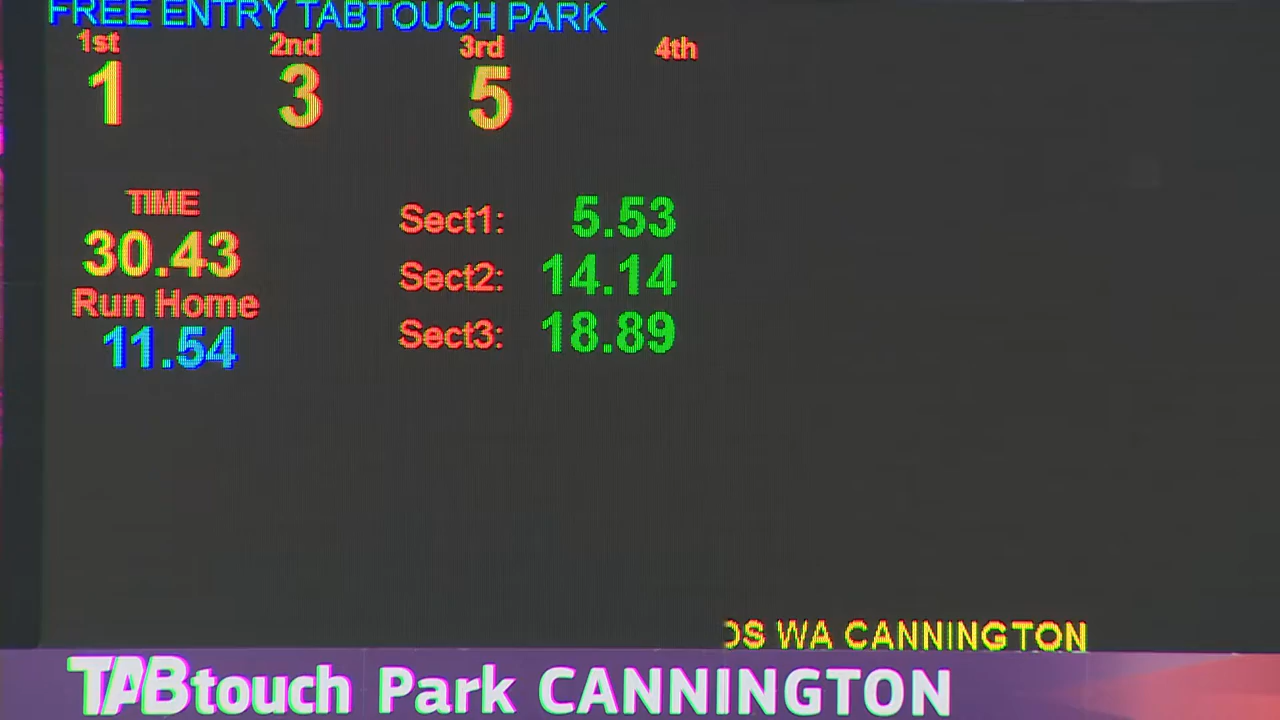 FREE ENTRY TABTOUCH PARK
1st 2nd 3rd 4th
1 3 5
TIME
30.43
Run Home
11.54
Sect1: 5.53
Sect2: 14.14
Sect3: 18.89
WA CANNINGTON
TABtouch Park CANNINGTON